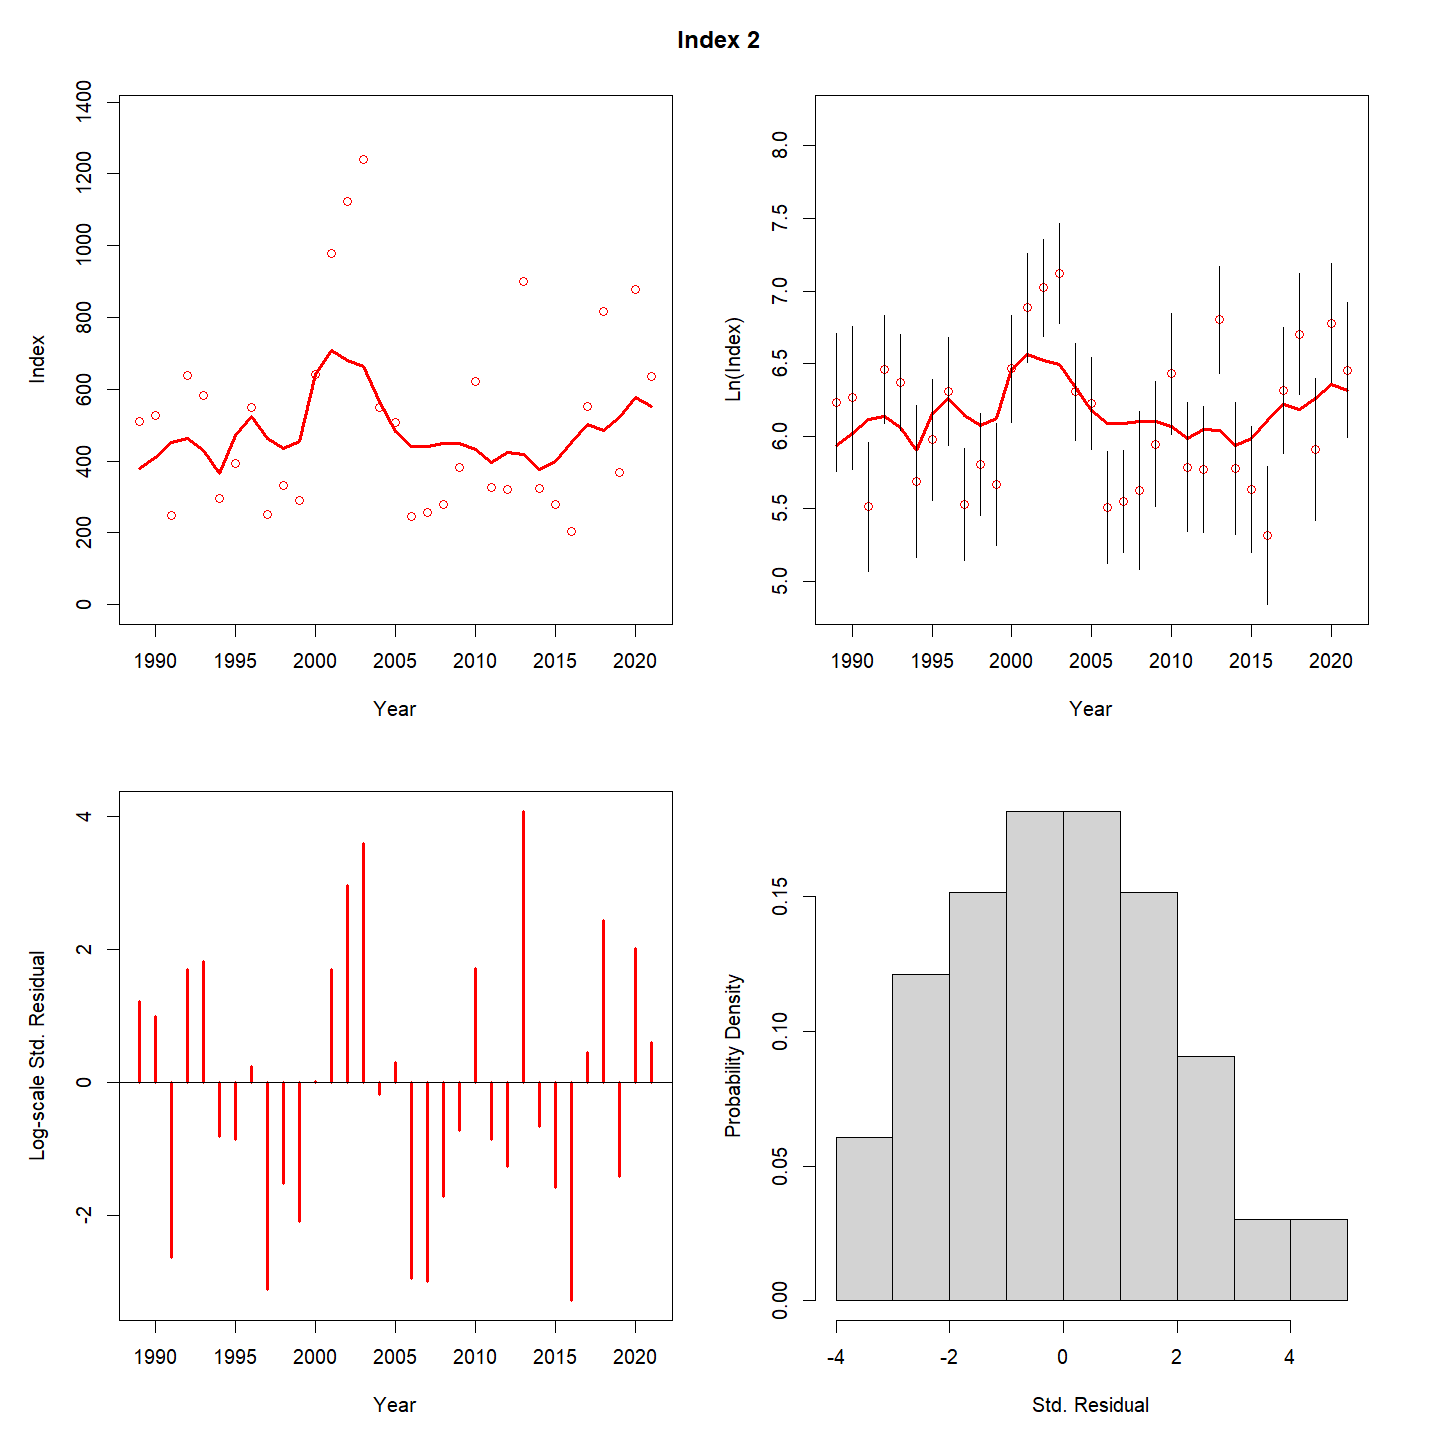 Index 2
Index
0 200 400 600 800 1000 1200 1400
1990 1995 2000 2005 2010 2015 2020
Year
Ln(Index)
5.0 5.5 6.0 6.5 7.0 7.5 8.0
1990 1995 2000 2005 2010 2015 2020
Year
Log-scale Std. Residual
-2 0 2 4
1990 1995 2000 2005 2010 2015 2020
Year
Probability Density
0.00 0.05 0.10 0.15
-4 -2 0 2 4
Std. Residual